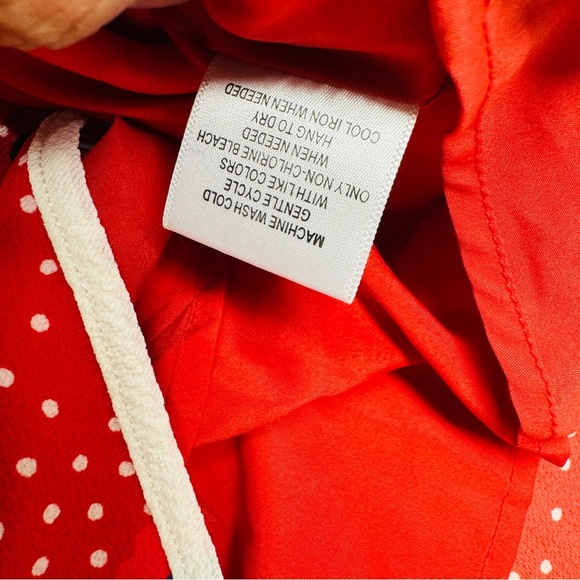 MACHINE WASH COLD
GENTLE CYCLE
WITH LIKE COLORS
ONLY NON-CHLORINE BLEACH
WHEN NEEDED
HANG TO DRY
COOL IRON WHEN NEEDED